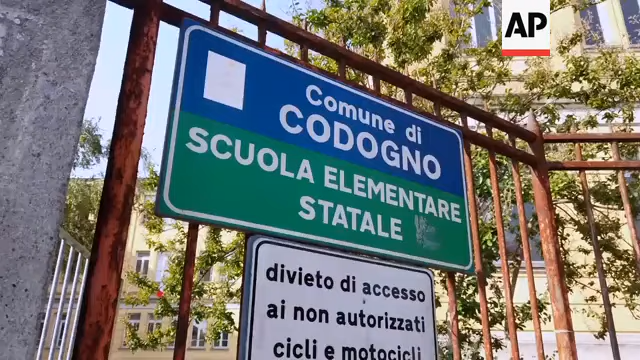 AP
Comune di
CODOGNO
SCUOLA ELEMENTARE
STATALE
divieto di accesso
ai non autorizzati
cicli e motocicli